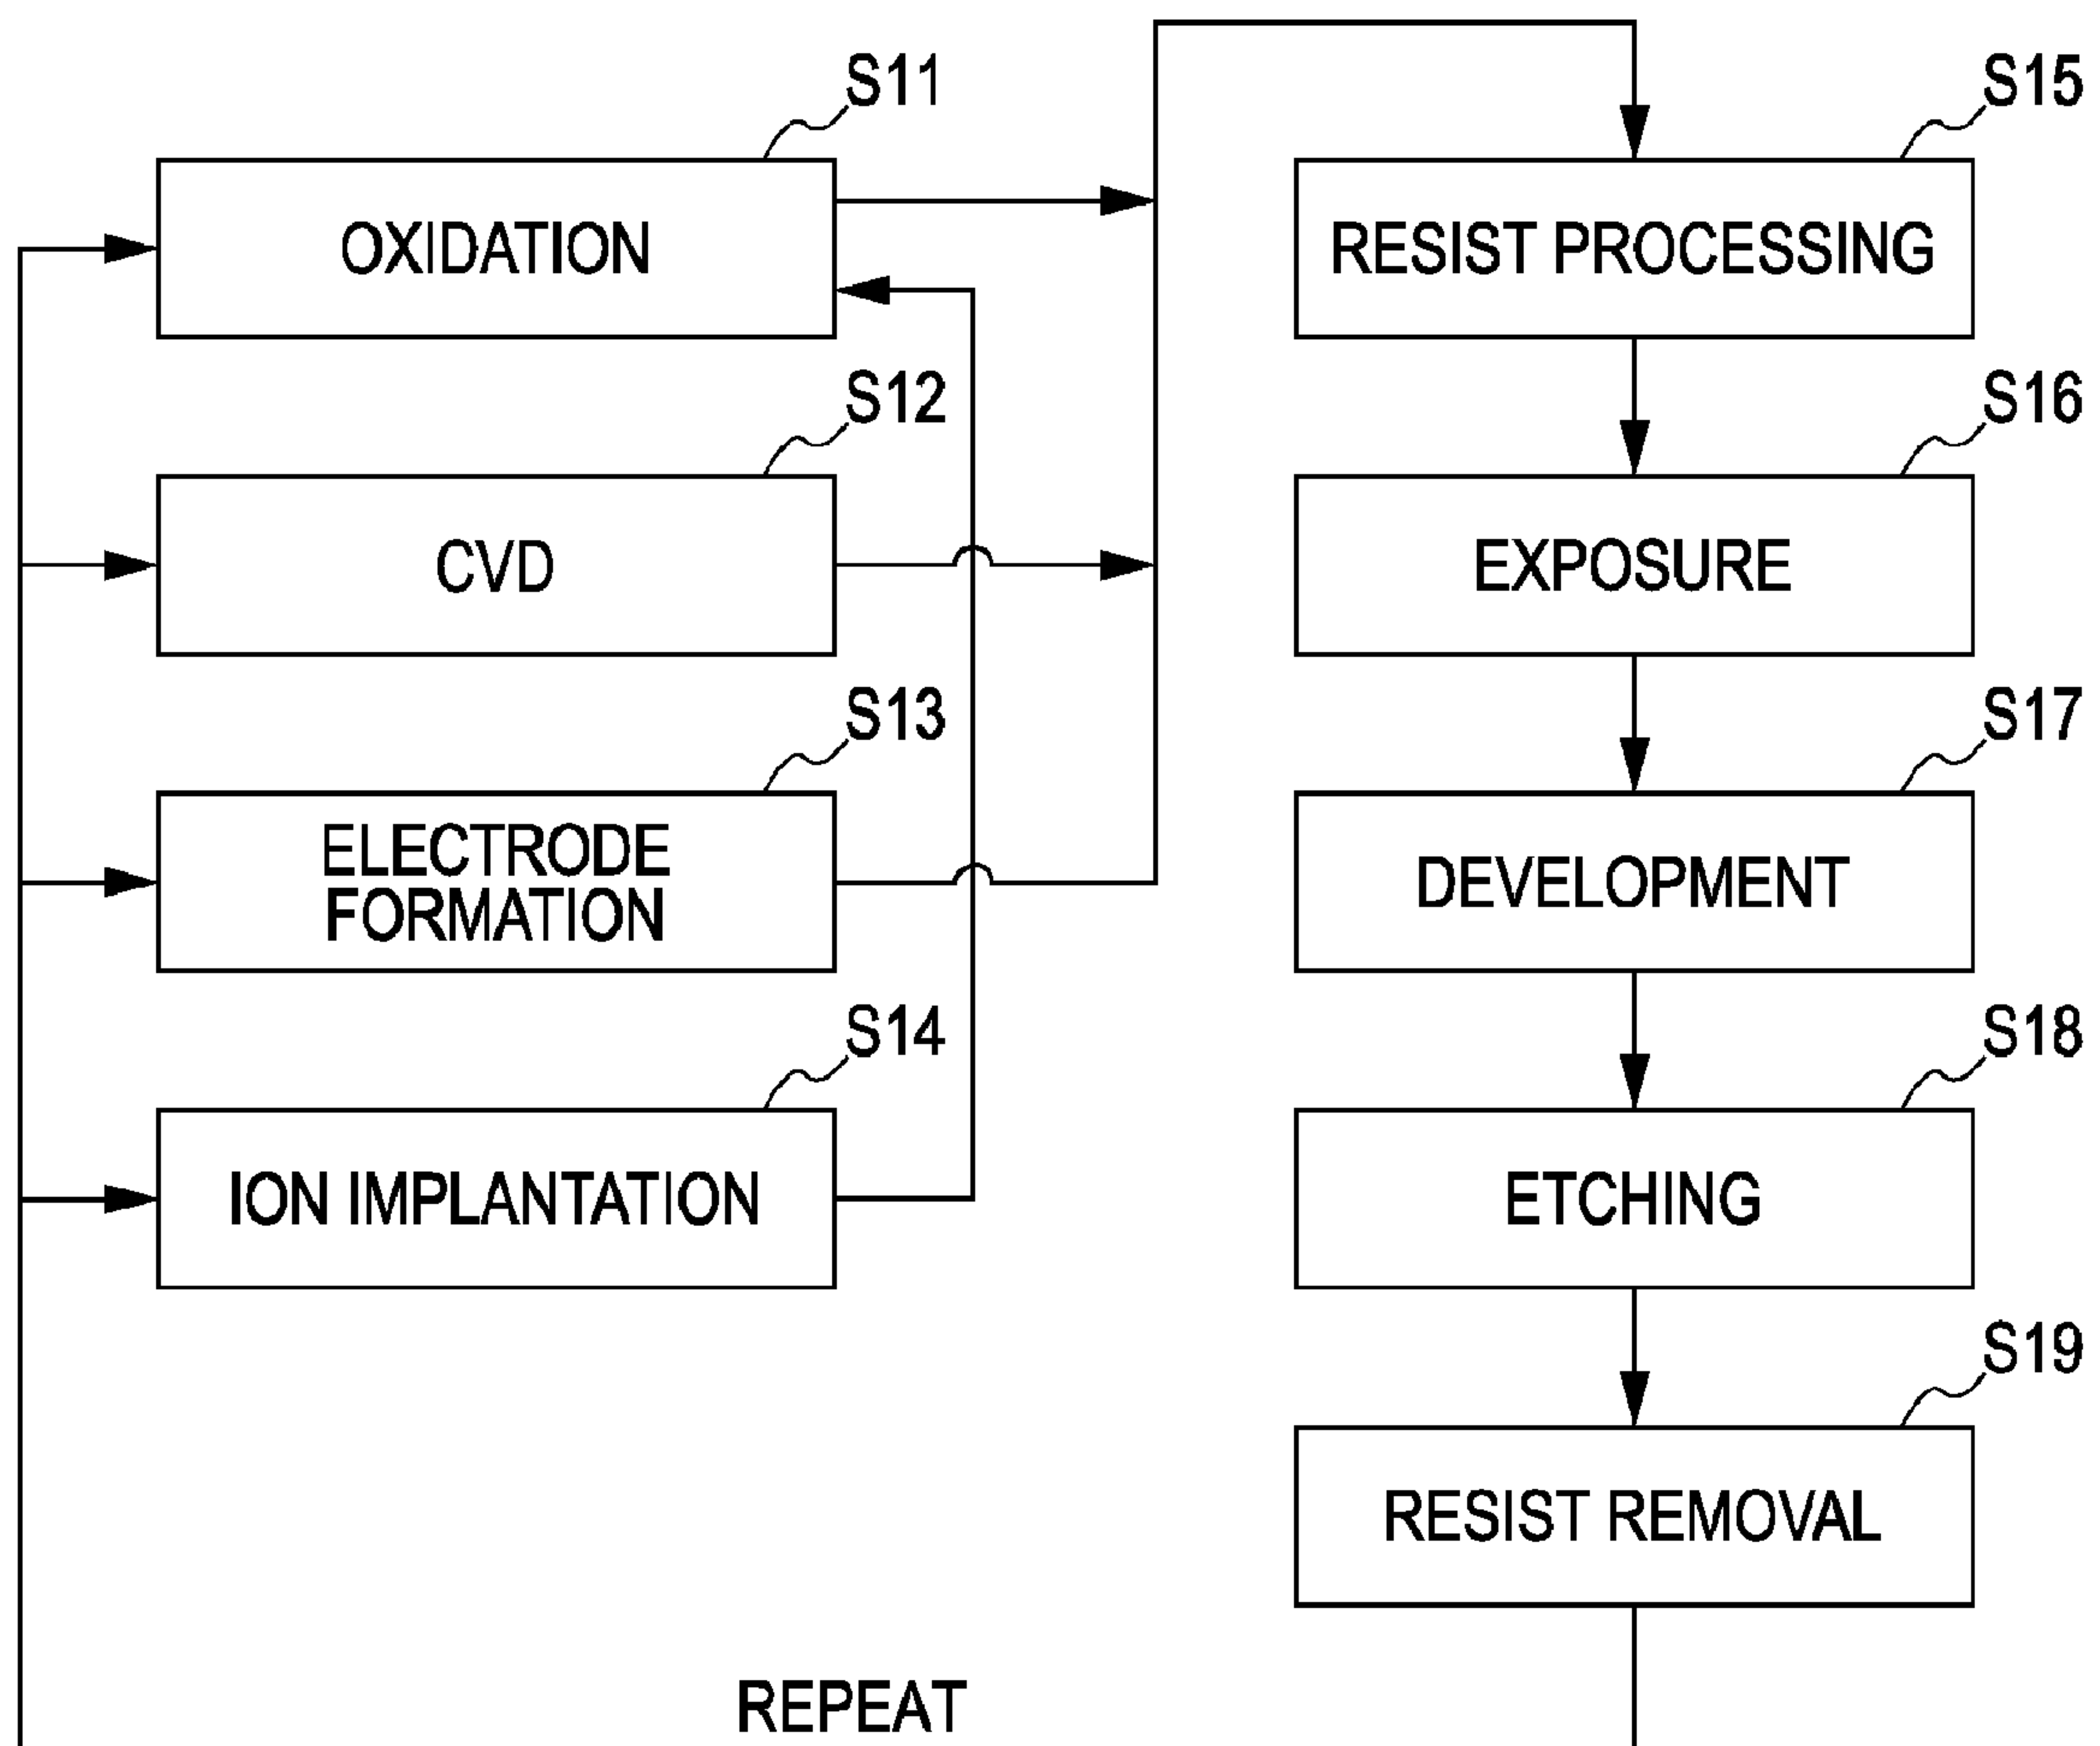 S11
OXIDATION
S12
CVD
S13
ELECTRODE
FORMATION
S14
ION IMPLANTATION
S15
RESIST PROCESSING
S16
EXPOSURE
S17
DEVELOPMENT
S18
ETCHING
S19
RESIST REMOVAL
REPEAT